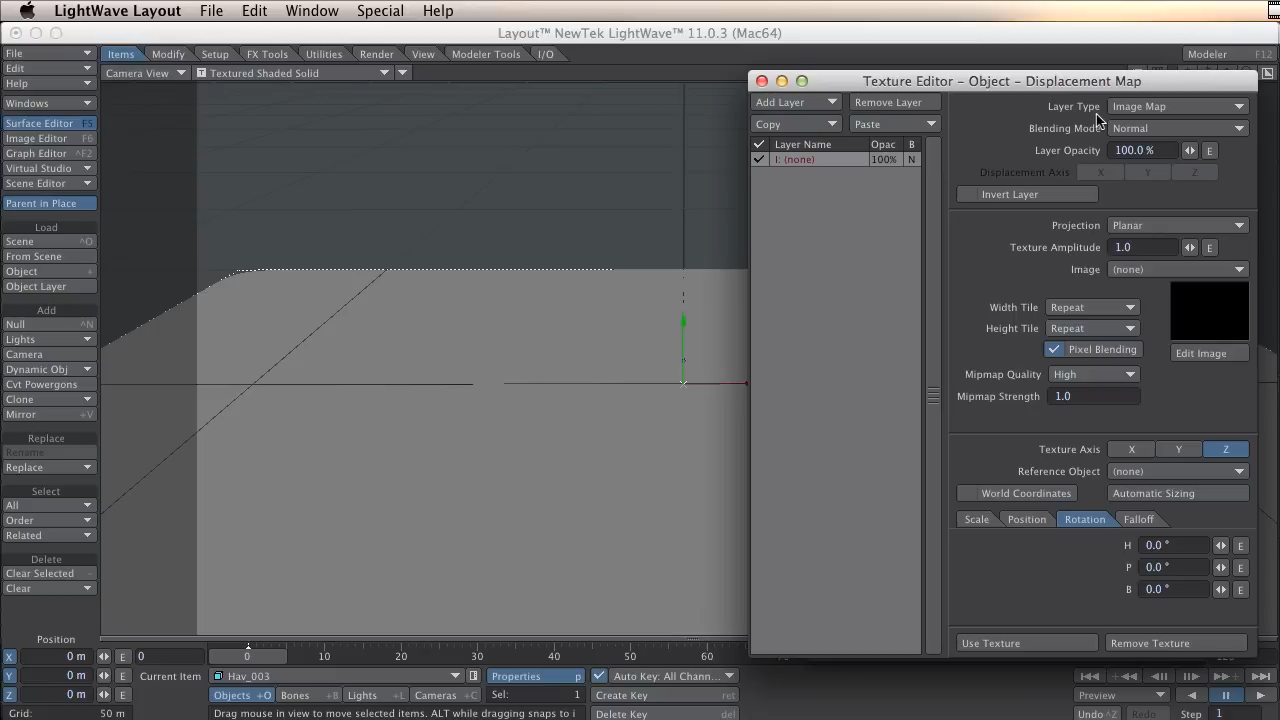 LightWave Layout File Edit Window Special Help
Layout™ NewTek LightWave™ 11.0.3 (Mac64)
File
Edit
Help
Windows
Surface Editor F5
Image Editor F6
Graph Editor ^F2
Virtual Studio
Scene Editor
Parent in Place
Load
Scene ^O
From Scene
Object +
Object Layer
Add
Null ^N
Lights
Camera
Dynamic Obj
Cvt Powergons
Clone
Mirror +V
Replace
Rename
Replace
Select
All
Order
Related
Delete
Clear Selected -
Clear
Items Modify Setup FX Tools Utilities Render View Modeler Tools I/O
Modeler F12
Camera View Textured Shaded Solid
Texture Editor - Object - Displacement Map
Add Layer Remove Layer
Copy Paste
Layer Name Opac B
I: (none) 100% N
Layer Type Image Map
Blending Mode Normal
Layer Opacity 100.0 % E
Displacement Axis X Y Z
Invert Layer
Projection Planar
Texture Amplitude 1.0 E
Image (none)
Width Tile Repeat
Height Tile Repeat
Pixel Blending
Edit Image
Mipmap Quality High
Mipmap Strength 1.0
Texture Axis X Y Z
Reference Object (none)
World Coordinates Automatic Sizing
Scale Position Rotation Falloff
H 0.0 ° E
P 0.0 ° E
B 0.0 ° E
Use Texture Remove Texture
Position
X 0 m E
Y 0 m E
Z 0 m E
Grid: 50 m
0 0 10 20 30 40 50 60
Current Item Hav_003 Properties p Auto Key: All Chann...
Objects +O Bones +B Lights +L Cameras +C Sel: 1 Create Key ret
Drag mouse in view to move selected items. ALT while dragging snaps to i Delete Key del
Preview
Undo ^Z Redo Step 1